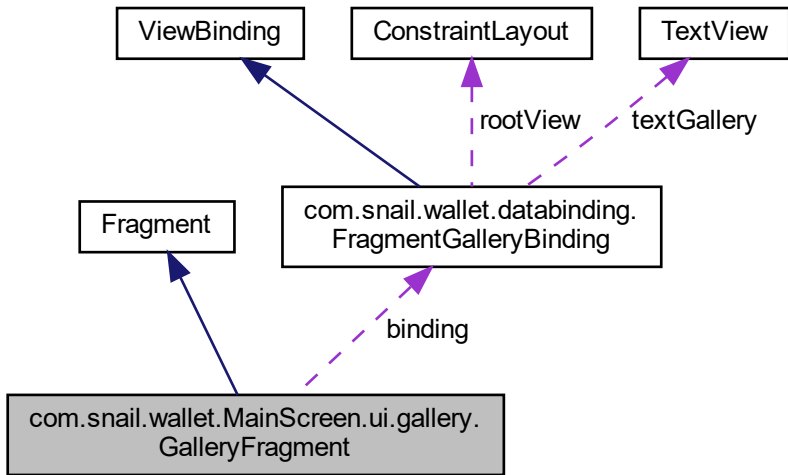 ViewBinding
ConstraintLayout
TextView
rootView
textGallery
com.snail.wallet.databinding.
FragmentGalleryBinding
Fragment
binding
com.snail.wallet.MainScreen.ui.gallery.
GalleryFragment